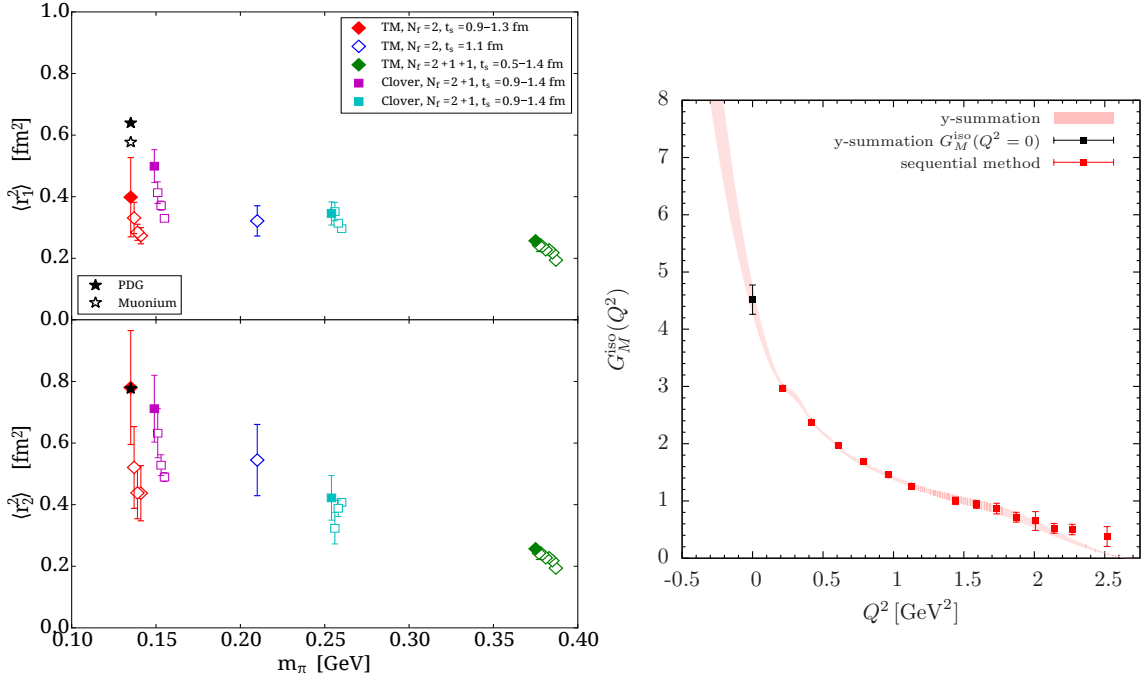 1.0
0.8
0.6
0.4
0.2
0.0
⟨r₁²⟩ [fm²]
TM, N_f =2, t_s =0.9–1.3 fm
TM, N_f =2, t_s =1.1 fm
TM, N_f =2+1+1, t_s =0.5–1.4 fm
Clover, N_f =2+1, t_s =0.9–1.4 fm
Clover, N_f =2+1, t_s =0.9–1.4 fm
PDG
Muonium
0.8
0.6
0.4
0.2
0.0
⟨r₂²⟩ [fm²]
0.10 0.15 0.20 0.25 0.30 0.35 0.40
m_π [GeV]
8
7
6
5
4
3
2
1
0
G_M^iso(Q²)
y-summation
y-summation G_M^iso(Q² = 0)
sequential method
-0.5 0 0.5 1 1.5 2 2.5
Q² [GeV²]